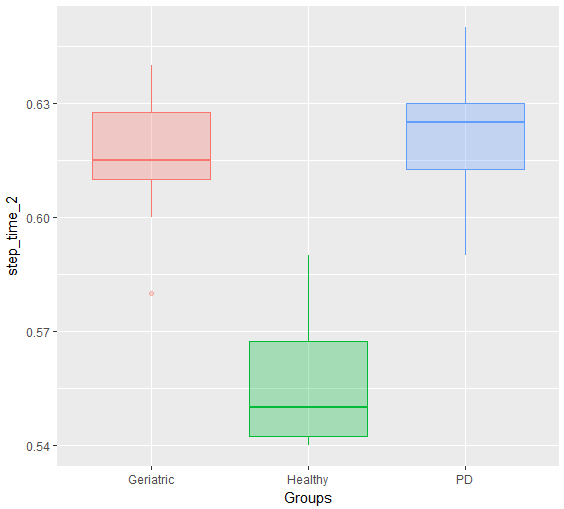 step_time_2
0.63
0.60
0.57
0.54
Geriatric Healthy PD
Groups